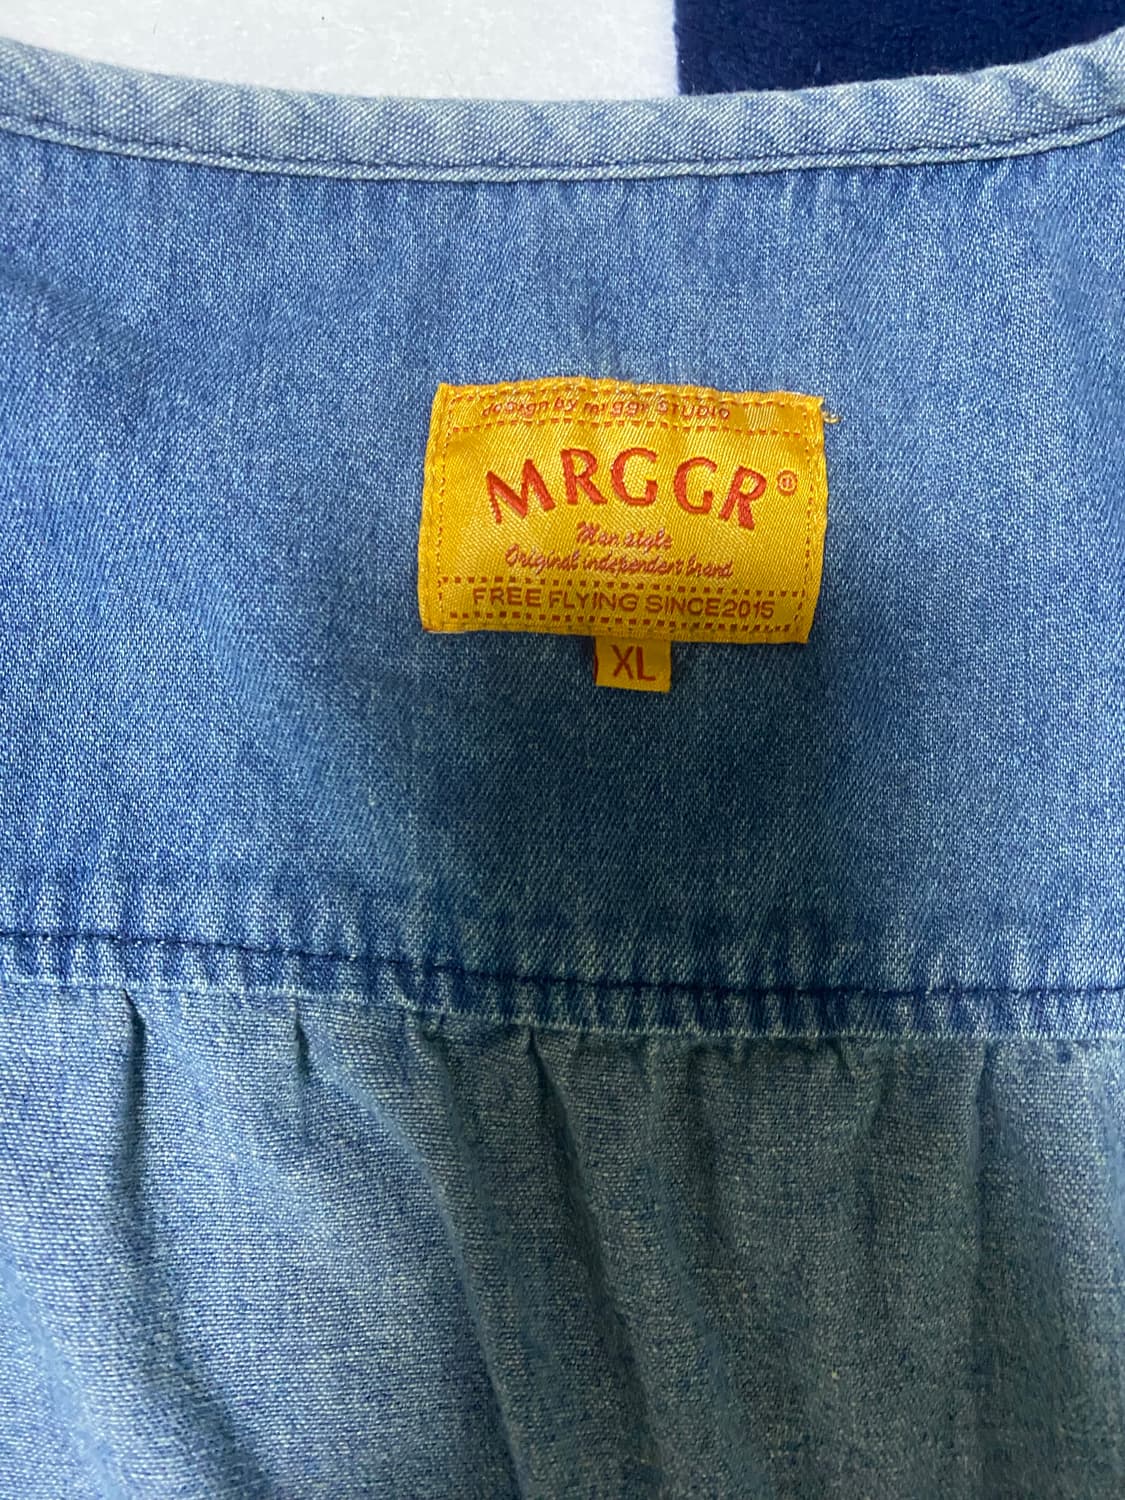 design by mrggr STUDIO
MRGGR®
Man style
Original independent brand
FREE FLYING SINCE2015
XL